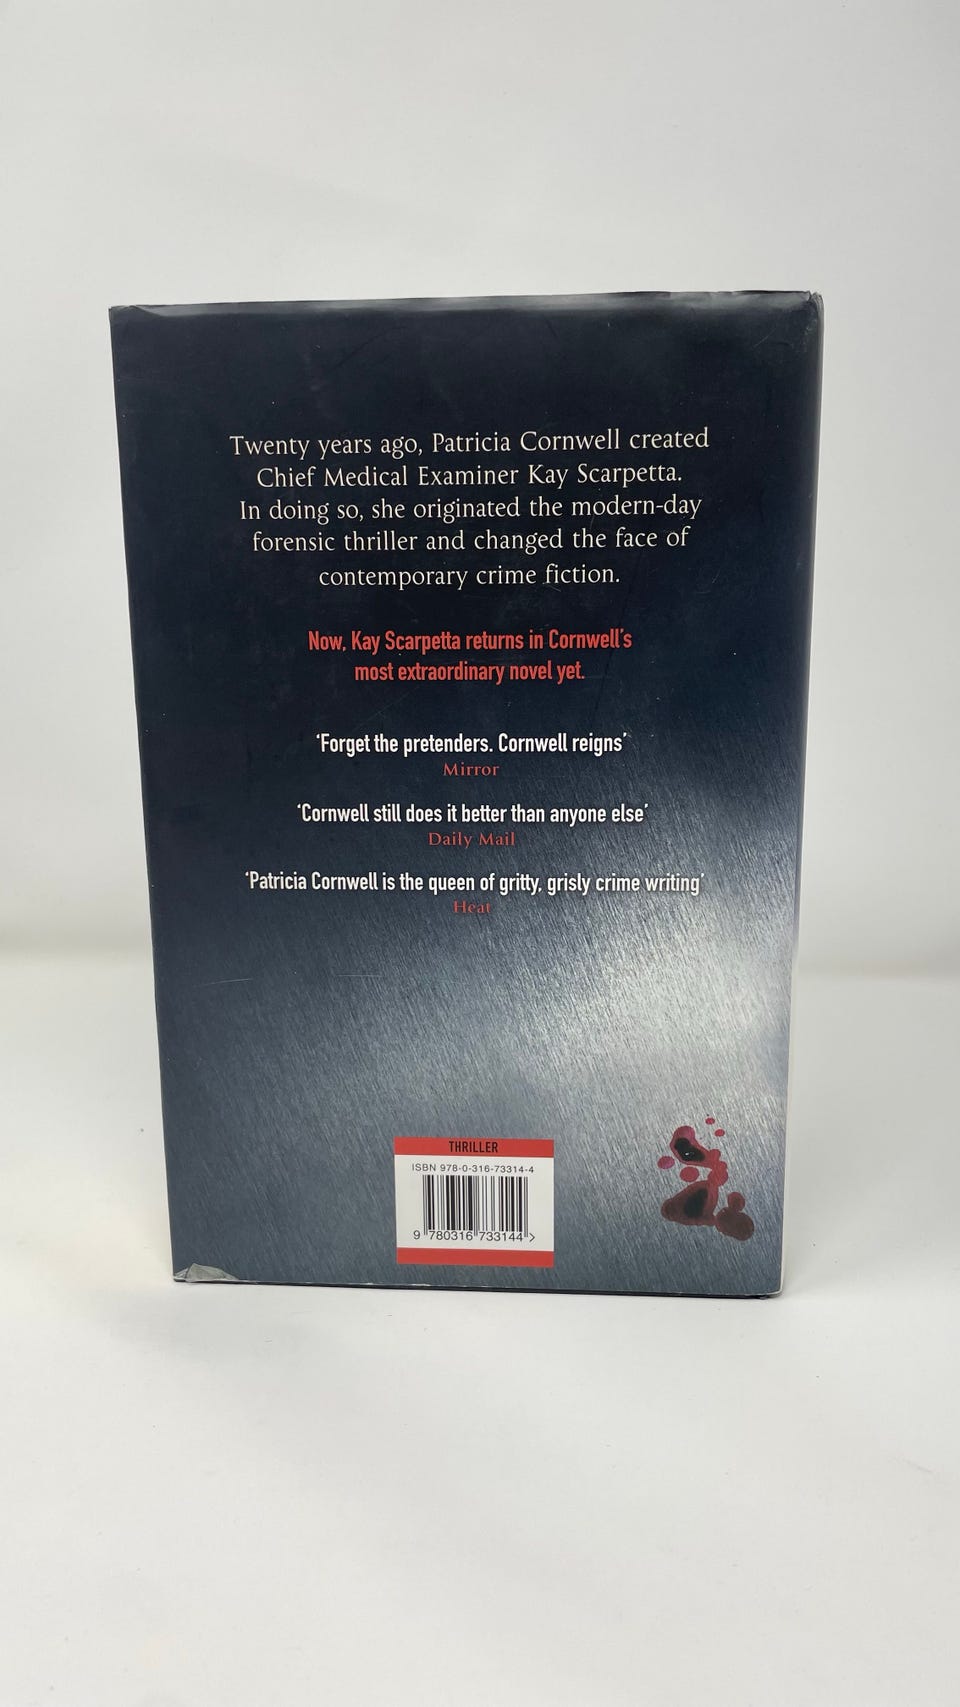 Twenty years ago, Patricia Cornwell created
Chief Medical Examiner Kay Scarpetta.
In doing so, she originated the modern-day
forensic thriller and changed the face of
contemporary crime fiction.
Now, Kay Scarpetta returns in Cornwell's
most extraordinary novel yet.
'Forget the pretenders. Cornwell reigns'
Mirror
'Cornwell still does it better than anyone else'
Daily Mail
'Patricia Cornwell is the queen of gritty, grisly crime writing'
Heat
THRILLER
ISBN 978-0-316-73314-4
9 780316 733144 >